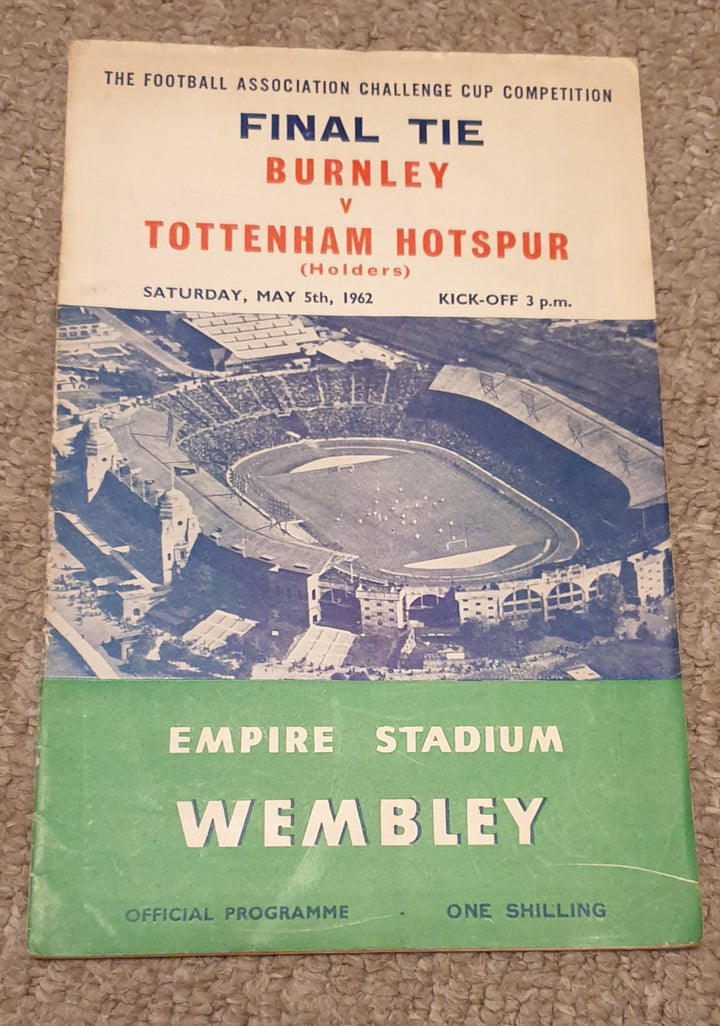 THE FOOTBALL ASSOCIATION CHALLENGE CUP COMPETITION
FINAL TIE
BURNLEY
V
TOTTENHAM HOTSPUR
(Holders)
SATURDAY, MAY 5th, 1962 KICK-OFF 3 p.m.
EMPIRE STADIUM
WEMBLEY
OFFICIAL PROGRAMME - ONE SHILLING